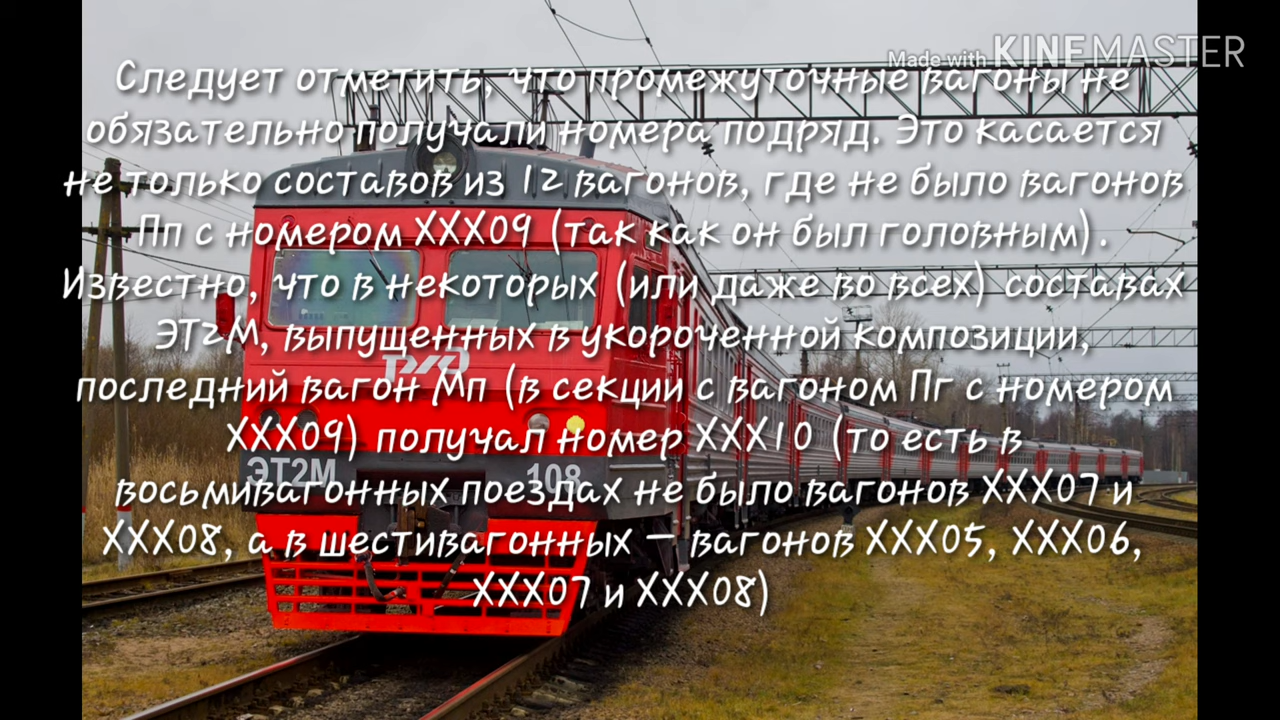 Made with KINEMASTER
Следует отметить, что промежуточные вагоны не
обязательно получали номера подряд. Это касается
не только составов из 12 вагонов, где не было вагонов
Пп с номером XXX09 (так как он был головным).
Известно, что в некоторых (или даже во всех) составах
ЭТ2М, выпущенных в укороченной композиции,
последний вагон Мп (в секции с вагоном Пг с номером
XXX09) получал номер XXX10 (то есть в
восьмивагонных поездах не было вагонов XXX07 и
XXX08, а в шестивагонных — вагонов XXX05, XXX06,
XXX07 и XXX08)
РЖД
ЭТ2М 108